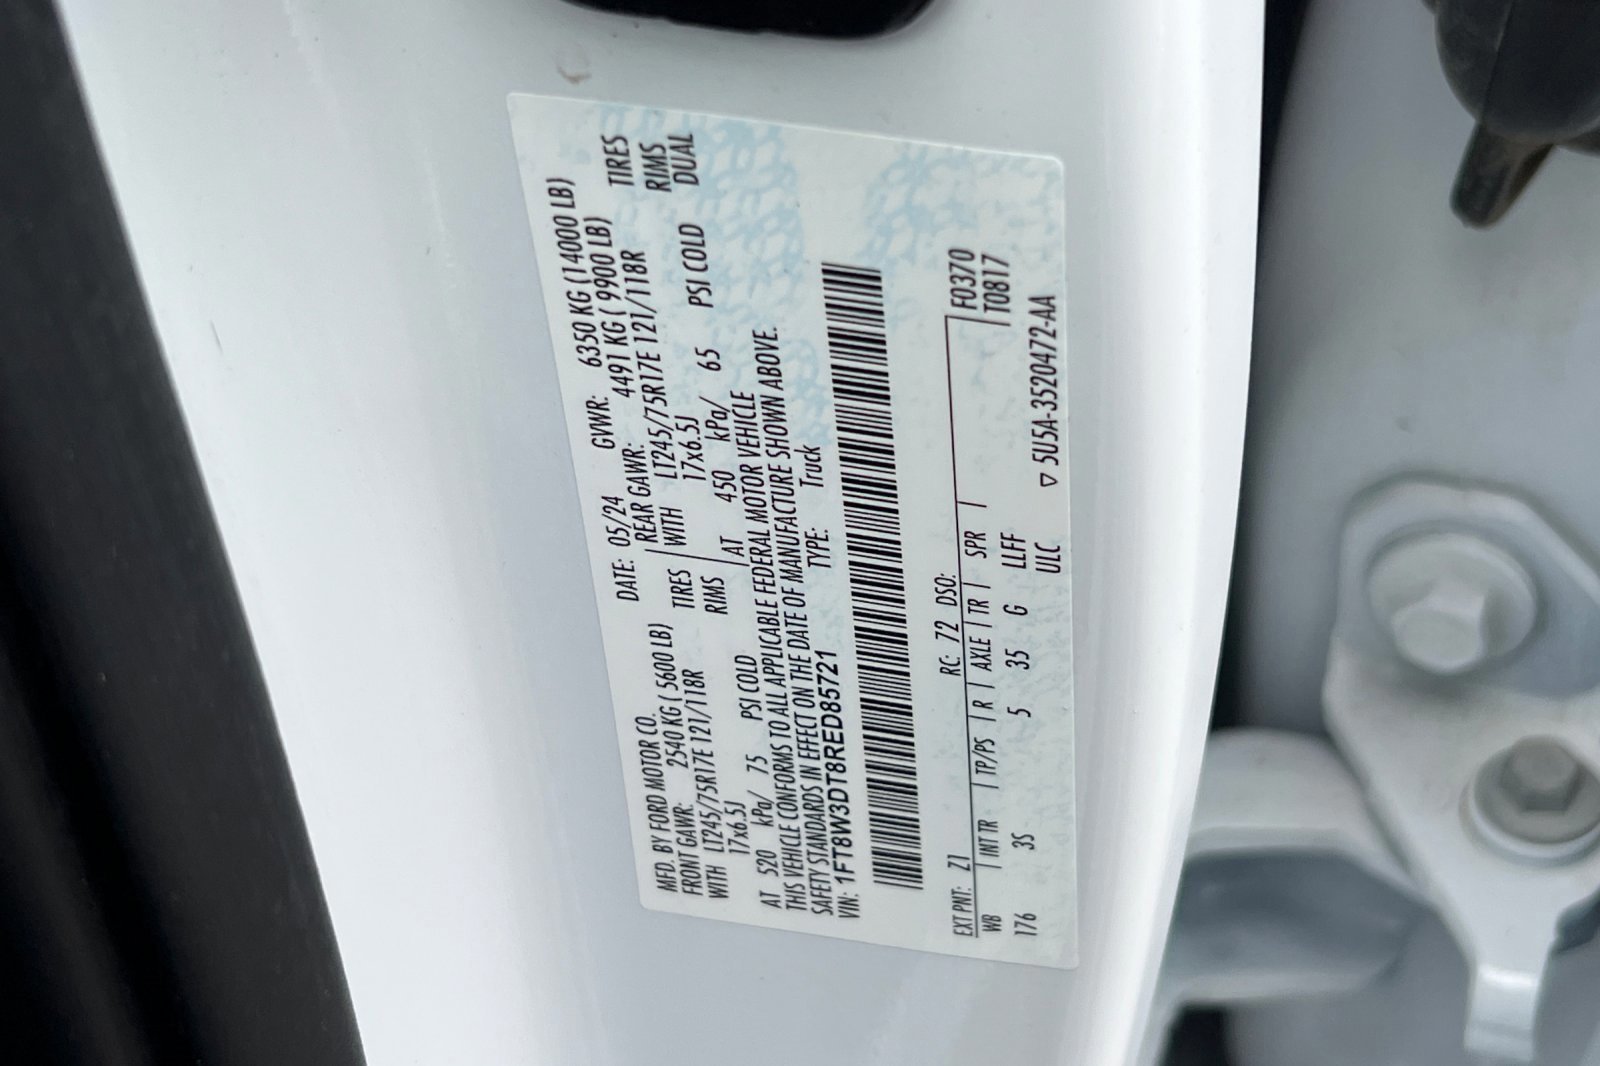 MFD. BY FORD MOTOR CO.
DATE: 05/24 GVWR: 6350 KG (14000 LB)
FRONT GAWR: 2540 KG ( 5600 LB) REAR GAWR: 4491 KG ( 9900 LB)
WITH LT245/75R17E 121/118R TIRES WITH LT245/75R17E 121/118R TIRES
17x6.5J RIMS 17x6.5J RIMS
AT 520 kPa/ 75 PSI COLD AT 450 kPa/ 65 PSI COLD DUAL
THIS VEHICLE CONFORMS TO ALL APPLICABLE FEDERAL MOTOR VEHICLE
SAFETY STANDARDS IN EFFECT ON THE DATE OF MANUFACTURE SHOWN ABOVE.
VIN: 1FT8W3DT8RED85721 TYPE: Truck
EXT PNT: Z1 RC: 72 DSO: F0370
WB INT TR TP/PS R AXLE TR SPR T0817
176 3S 5 35 G LLFF
ULC ▽ 5U5A-3520472-AA